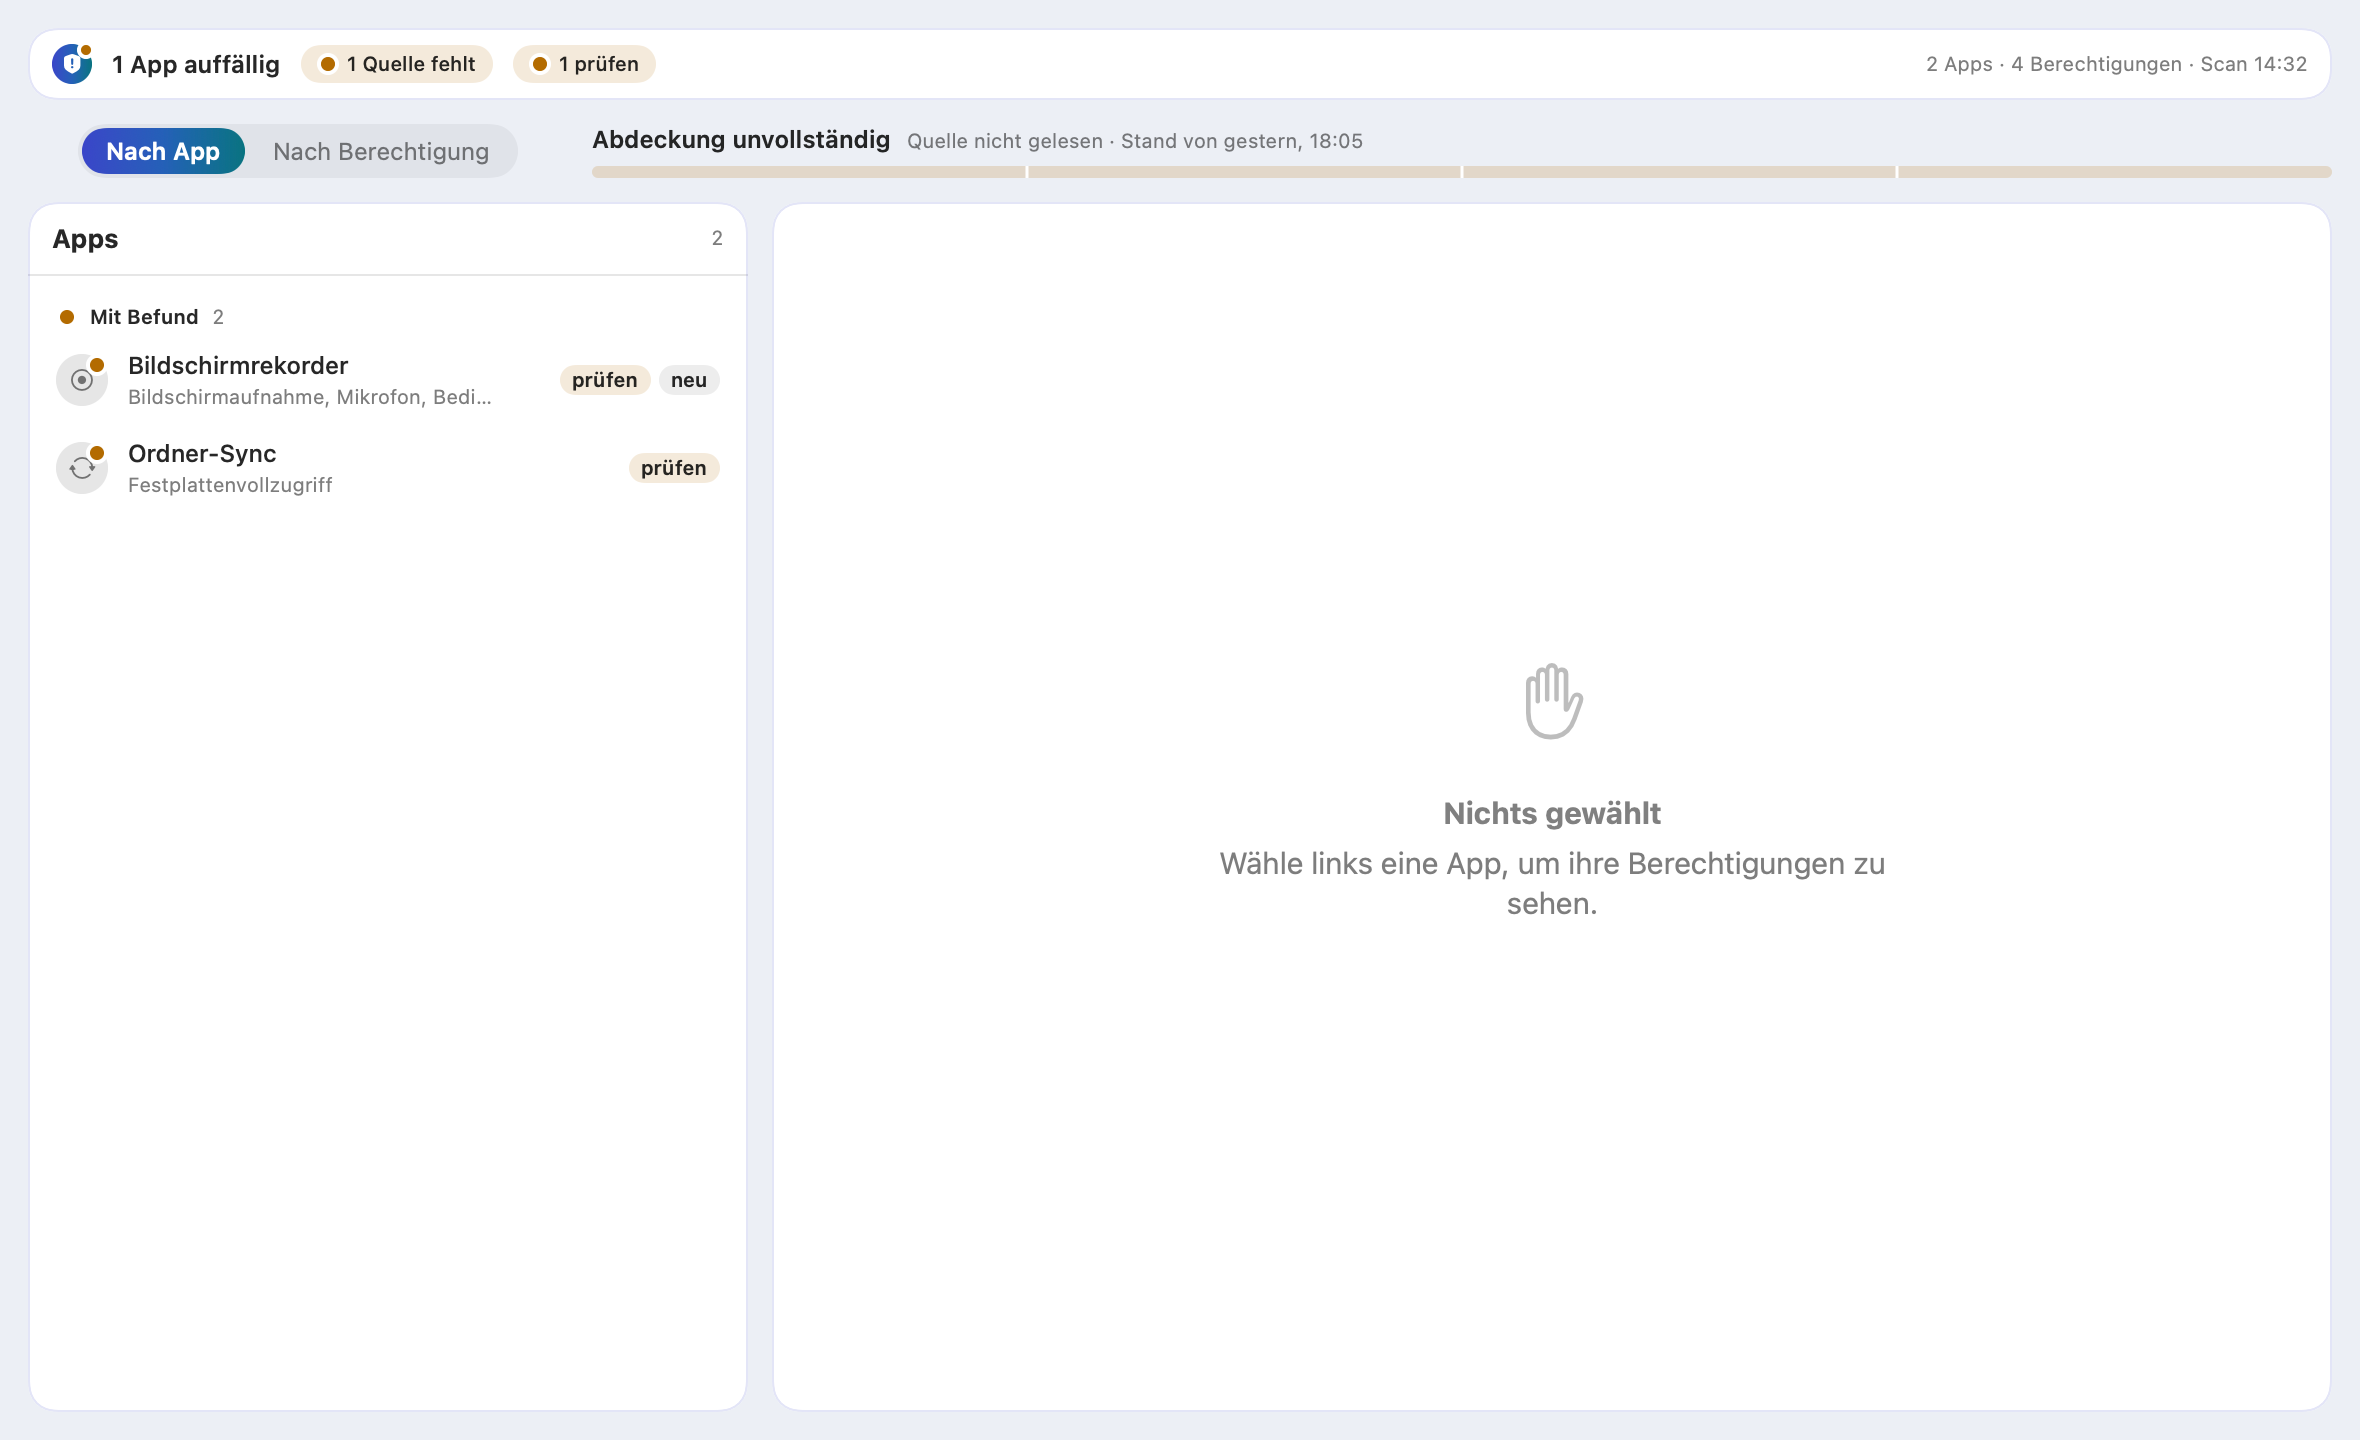 1 App auffällig
1 Quelle fehlt
1 prüfen
2 Apps · 4 Berechtigungen · Scan 14:32
Nach App
Nach Berechtigung
Abdeckung unvollständig
Quelle nicht gelesen · Stand von gestern, 18:05
Apps
2
Mit Befund 2
Bildschirmrekorder
Bildschirmaufnahme, Mikrofon, Bedi…
prüfen
neu
Ordner-Sync
Festplattenvollzugriff
prüfen
Nichts gewählt
Wähle links eine App, um ihre Berechtigungen zu
sehen.